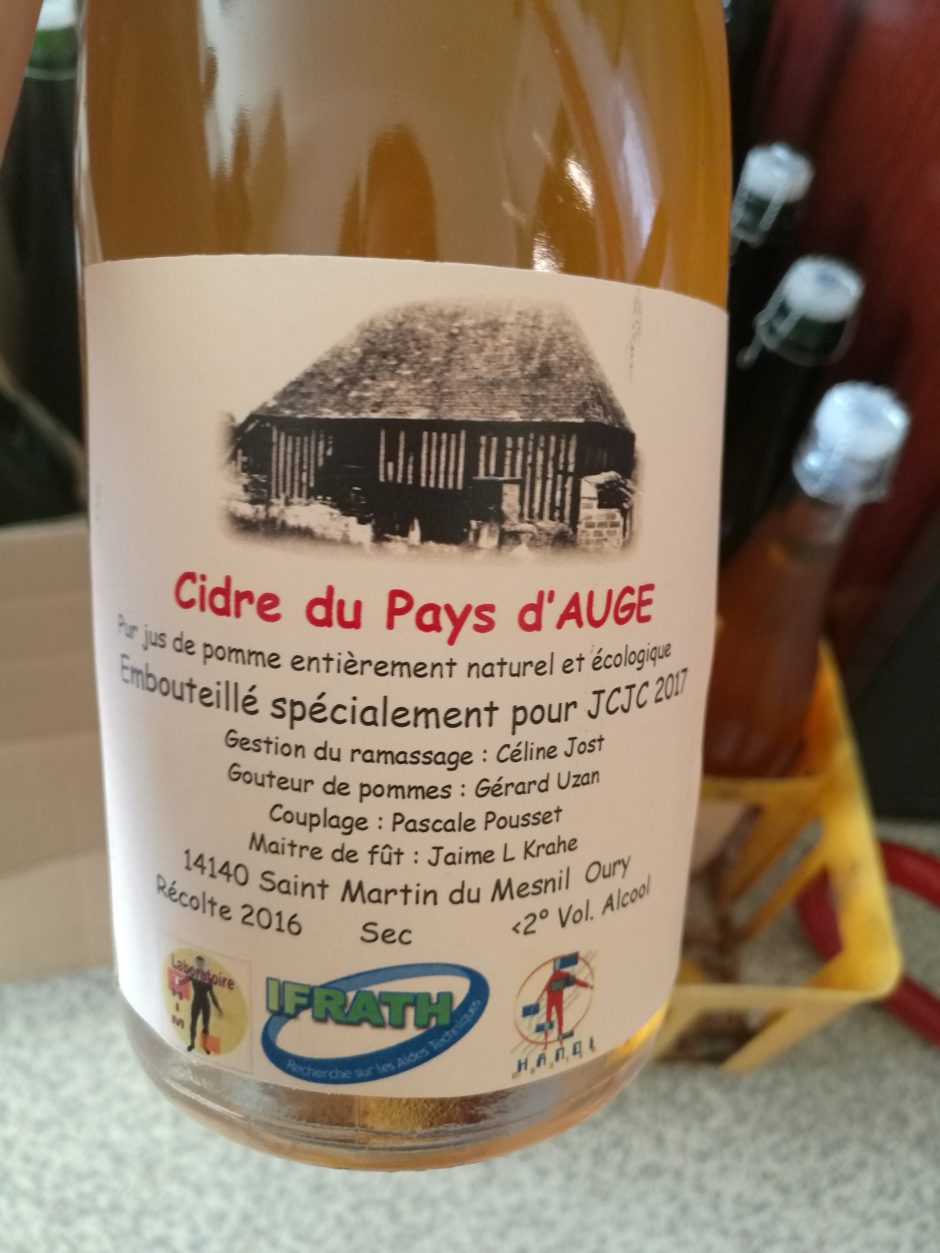 Cidre du Pays d'AUGE
Pur jus de pomme entièrement naturel et écologique
Embouteillé spécialement pour JCJC 2017
Gestion du ramassage : Céline Jost
Gouteur de pommes : Gérard Uzan
Couplage : Pascale Pousset
Maitre de fût : Jaime L Krahe
14140 Saint Martin du Mesnil Oury
Récolte 2016 Sec <2° Vol. Alcool
Laboratoire
THIM
IFRATH
Recherche sur les Aides Techniques
HANDI